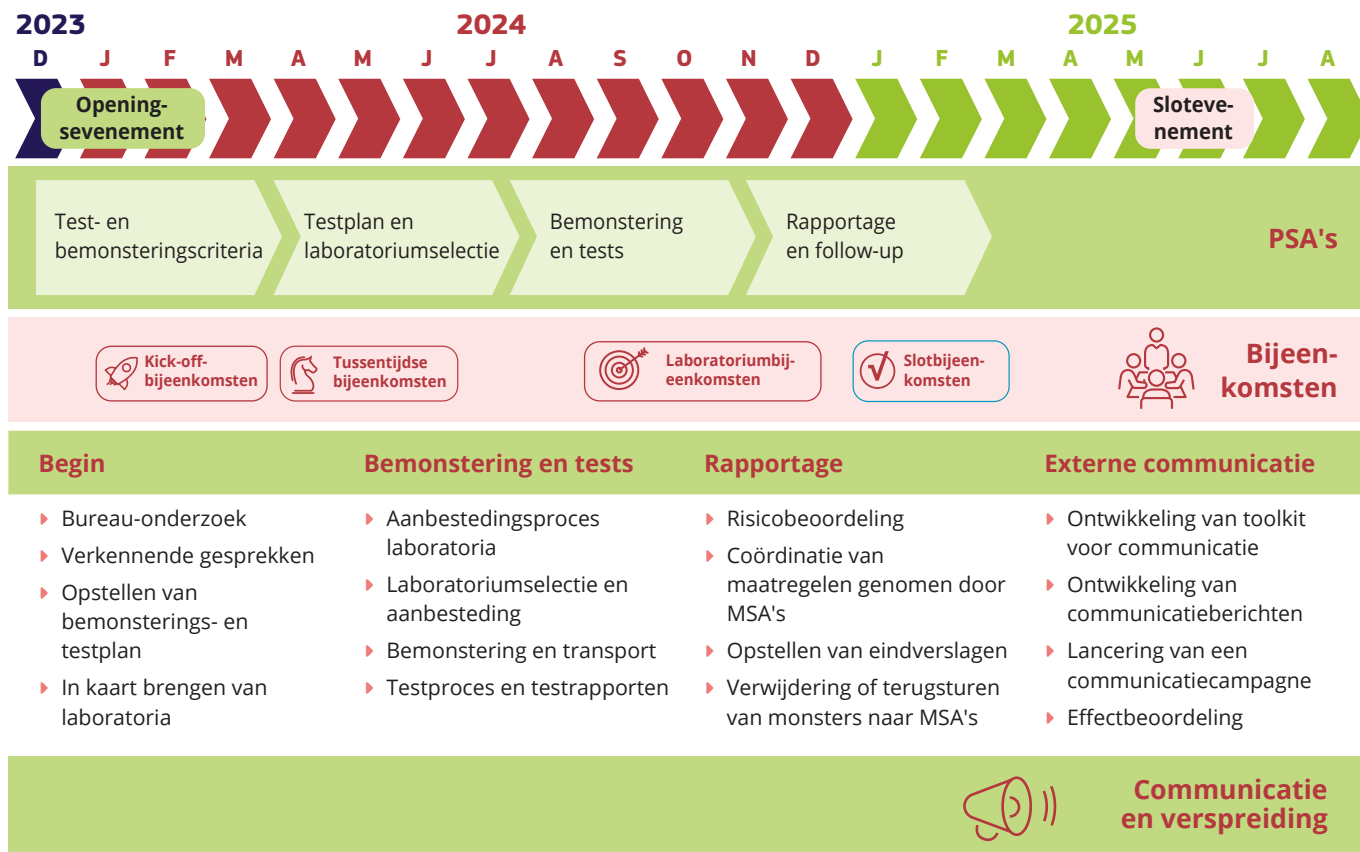 2023
2024
2025
D J F M A M J J A S O N D J F M A M J J A
Opening-
sevenement
Sloteve-
nement
Test- en
bemonsteringscriteria
Testplan en
laboratoriumselectie
Bemonstering
en tests
Rapportage
en follow-up
PSA's
Kick-off-
bijeenkomsten
Tussentijdse
bijeenkomsten
Laboratoriumbij-
eenkomsten
Slotbijeen-
komsten
Bijeen-
komsten
Begin
Bureau-onderzoek
Verkennende gesprekken
Opstellen van
bemonsterings- en
testplan
In kaart brengen van
laboratoria
Bemonstering en tests
Aanbestedingsproces
laboratoria
Laboratoriumselectie en
aanbesteding
Bemonstering en transport
Testproces en testrapporten
Rapportage
Risicobeoordeling
Coördinatie van
maatregelen genomen door
MSA's
Opstellen van eindverslagen
Verwijdering of terugsturen
van monsters naar MSA's
Externe communicatie
Ontwikkeling van toolkit
voor communicatie
Ontwikkeling van
communicatieberichten
Lancering van een
communicatiecampagne
Effectbeoordeling
Communicatie
en verspreiding